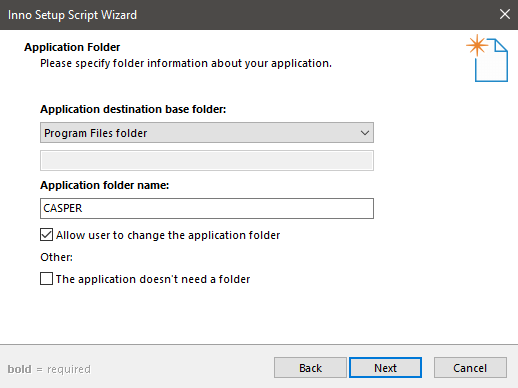 Inno Setup Script Wizard
Application Folder
Please specify folder information about your application.
Application destination base folder:
Program Files folder
Application folder name:
CASPER
Allow user to change the application folder
Other:
The application doesn't need a folder
bold = required
Back
Next
Cancel